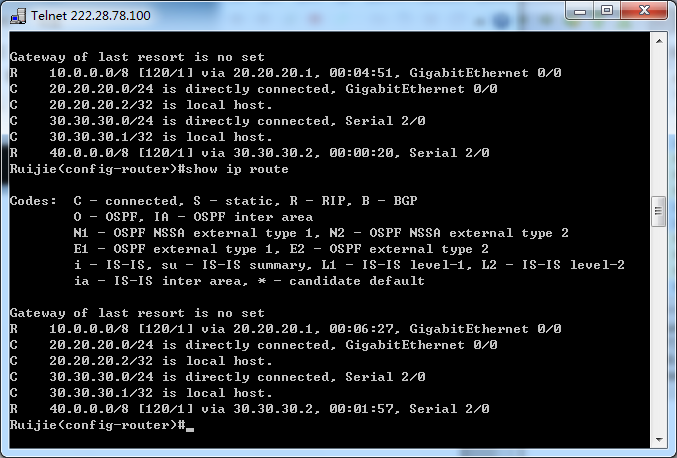 Telnet 222.28.78.100
Gateway of last resort is no set
R    10.0.0.0/8 [120/1] via 20.20.20.1, 00:04:51, GigabitEthernet 0/0
C    20.20.20.0/24 is directly connected, GigabitEthernet 0/0
C    20.20.20.2/32 is local host.
C    30.30.30.0/24 is directly connected, Serial 2/0
C    30.30.30.1/32 is local host.
R    40.0.0.0/8 [120/1] via 30.30.30.2, 00:00:20, Serial 2/0
Ruijie(config-router)#show ip route
Codes:  C - connected, S - static, R - RIP, B - BGP
O - OSPF, IA - OSPF inter area
N1 - OSPF NSSA external type 1, N2 - OSPF NSSA external type 2
E1 - OSPF external type 1, E2 - OSPF external type 2
i - IS-IS, su - IS-IS summary, L1 - IS-IS level-1, L2 - IS-IS level-2
ia - IS-IS inter area, * - candidate default
Gateway of last resort is no set
R    10.0.0.0/8 [120/1] via 20.20.20.1, 00:06:27, GigabitEthernet 0/0
C    20.20.20.0/24 is directly connected, GigabitEthernet 0/0
C    20.20.20.2/32 is local host.
C    30.30.30.0/24 is directly connected, Serial 2/0
C    30.30.30.1/32 is local host.
R    40.0.0.0/8 [120/1] via 30.30.30.2, 00:01:57, Serial 2/0
Ruijie(config-router)#_